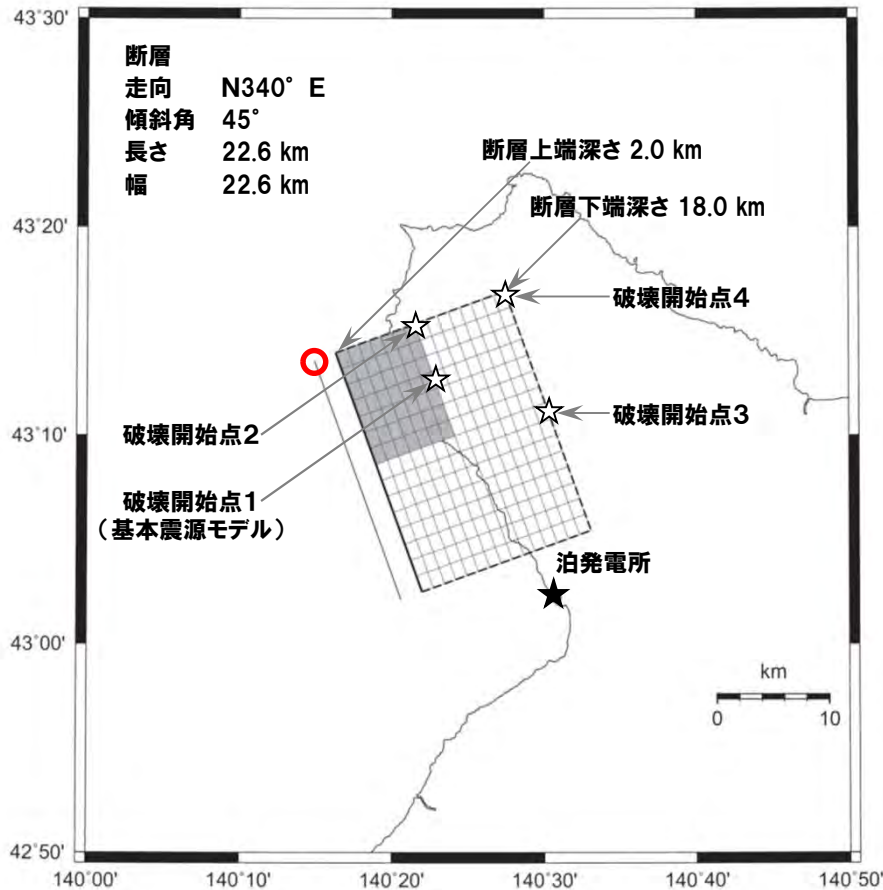 43°30'
断層
走向 N340° E
傾斜角 45°
長さ 22.6 km
幅 22.6 km
断層上端深さ 2.0 km
断層下端深さ 18.0 km
43°20'
破壊開始点4
破壊開始点3
43°10'
破壊開始点2
破壊開始点1
(基本震源モデル)
泊発電所
43°00'
km
0 10
42°50'
140°00' 140°10' 140°20' 140°30' 140°40' 140°50'